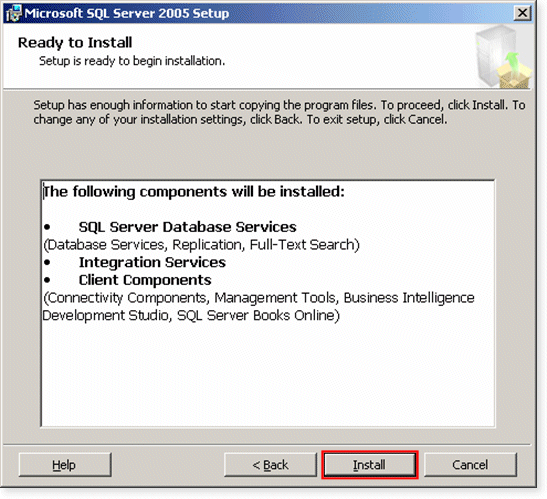 Microsoft SQL Server 2005 Setup
Ready to Install
Setup is ready to begin installation.
Setup has enough information to start copying the program files. To proceed, click Install. To
change any of your installation settings, click Back. To exit setup, click Cancel.
The following components will be installed:
• SQL Server Database Services
(Database Services, Replication, Full-Text Search)
• Integration Services
• Client Components
(Connectivity Components, Management Tools, Business Intelligence
Development Studio, SQL Server Books Online)
Help < Back Install Cancel